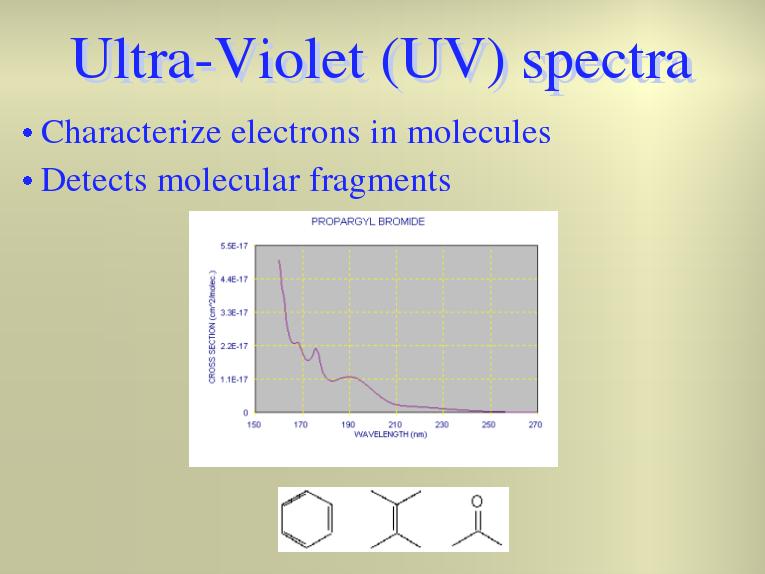 Ultra-Violet (UV) spectra
• Characterize electrons in molecules
• Detects molecular fragments
PROPARGYL BROMIDE
CROSS SECTION (cm^2/molec.)
5.5E-17
4.4E-17
3.3E-17
2.2E-17
1.1E-17
0
150 170 190 210 230 250 270
WAVELENGTH (nm)
O